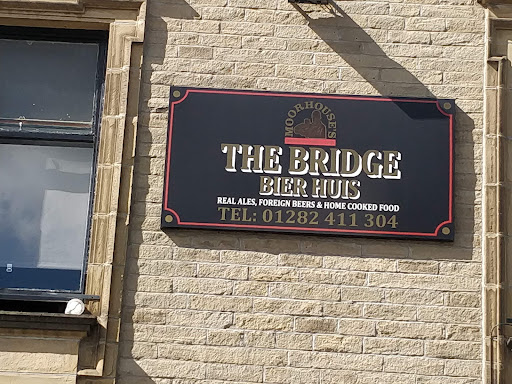 MOORHOUSE'S
THE BRIDGE
BIER HUIS
REAL ALES, FOREIGN BEERS & HOME COOKED FOOD
TEL: 01282 411 304